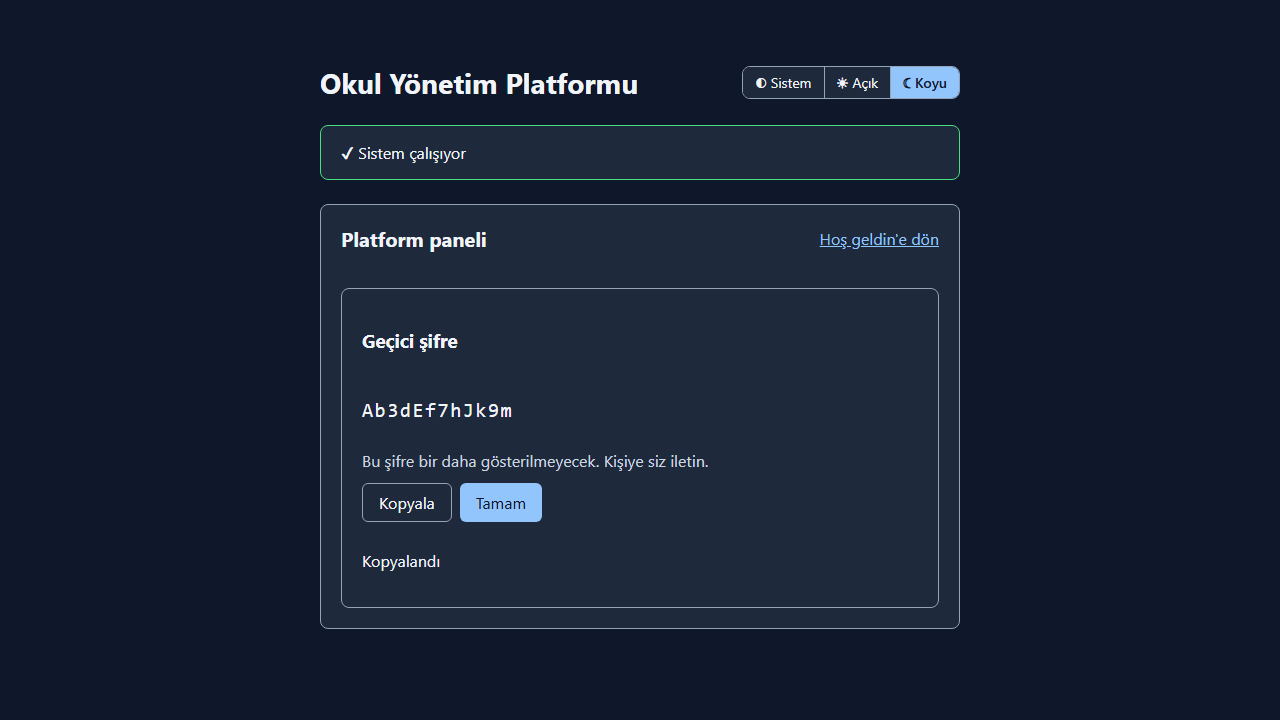 Okul Yönetim Platformu
◐ Sistem ☀ Açık ☾ Koyu
✓ Sistem çalışıyor
Platform paneli
Hoş geldin'e dön
Geçici şifre
Ab3dEf7hJk9m
Bu şifre bir daha gösterilmeyecek. Kişiye siz iletin.
Kopyala Tamam
Kopyalandı